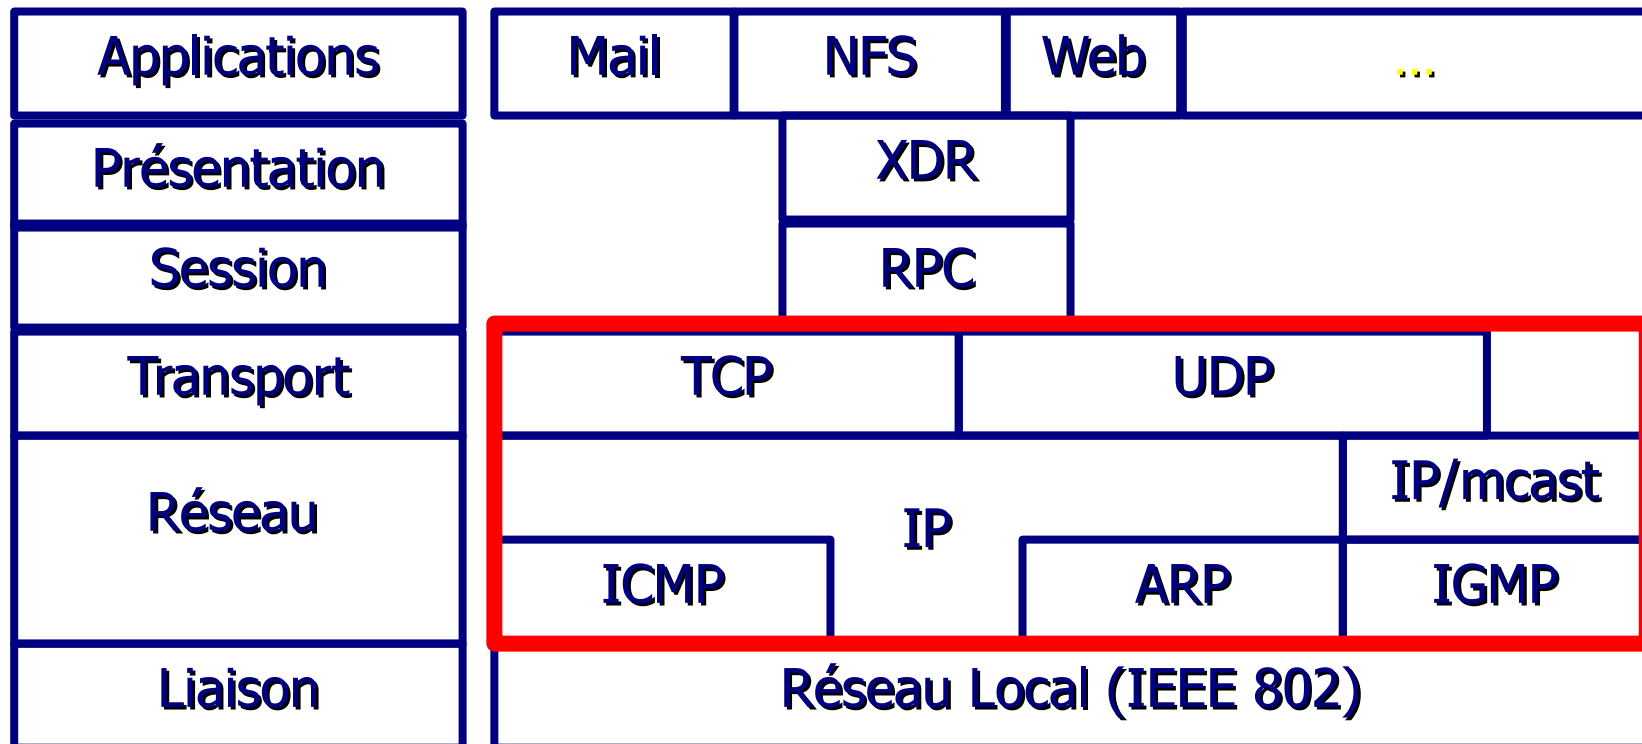 Applications Mail NFS Web ...
Présentation XDR
Session RPC
Transport TCP UDP
Réseau IP IP/mcast
ICMP ARP IGMP
Liaison Réseau Local (IEEE 802)